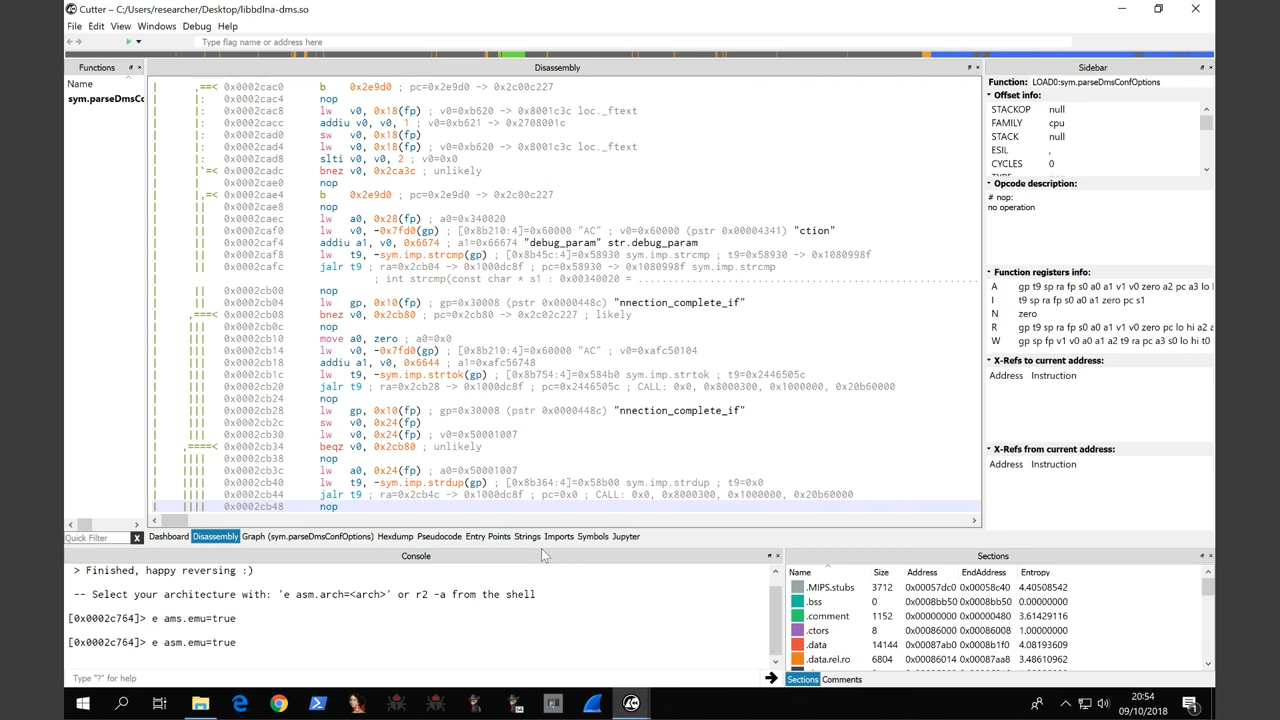 Cutter – C:/Users/researcher/Desktop/libbdlna-dms.so
File Edit View Windows Debug Help
Type flag name or address here
Functions
Name
sym.parseDmsCc
Quick Filter X
Disassembly
0x0002cac0 b 0x2e9d0 ; pc=0x2e9d0 -> 0x2c00c227
0x0002cac4 nop
0x0002cac8 lw v0, 0x18(fp) ; v0=0xb620 -> 0x8001c3c loc._ftext
0x0002cacc addiu v0, v0, 1 ; v0=0xb621 -> 0x2708001c
0x0002cad0 sw v0, 0x18(fp)
0x0002cad4 lw v0, 0x18(fp) ; v0=0xb620 -> 0x8001c3c loc._ftext
0x0002cad8 slti v0, v0, 2 ; v0=0x0
0x0002cadc bnez v0, 0x2ca3c ; unlikely
0x0002cae0 nop
0x0002cae4 b 0x2e9d0 ; pc=0x2e9d0 -> 0x2c00c227
0x0002cae8 nop
0x0002caec lw a0, 0x28(fp) ; a0=0x340020
0x0002caf0 lw v0, -0x7fd0(gp) ; [0x8b210:4]=0x60000 "AC" ; v0=0x60000 (pstr 0x00004341) "ction"
0x0002caf4 addiu a1, v0, 0x6674 ; a1=0x66674 "debug_param" str.debug_param
0x0002caf8 lw t9, -sym.imp.strcmp(gp) ; [0x8b45c:4]=0x58930 sym.imp.strcmp ; t9=0x58930 -> 0x1080998f
0x0002cafc jalr t9 ; ra=0x2cb04 -> 0x1000dc8f ; pc=0x58930 -> 0x1080998f sym.imp.strcmp
; int strcmp(const char * s1 : 0x00340020 = ................................................
0x0002cb00 nop
0x0002cb04 lw gp, 0x10(fp) ; gp=0x30008 (pstr 0x0000448c) "nnection_complete_if"
0x0002cb08 bnez v0, 0x2cb80 ; pc=0x2cb80 -> 0x2c02c227 ; likely
0x0002cb0c nop
0x0002cb10 move a0, zero ; a0=0x0
0x0002cb14 lw v0, -0x7fd0(gp) ; [0x8b210:4]=0x60000 "AC" ; v0=0xafc50104
0x0002cb18 addiu a1, v0, 0x6644 ; a1=0xafc56748
0x0002cb1c lw t9, -sym.imp.strtok(gp) ; [0x8b754:4]=0x584b0 sym.imp.strtok ; t9=0x2446505c
0x0002cb20 jalr t9 ; ra=0x2cb28 -> 0x1000dc8f ; pc=0x2446505c ; CALL: 0x0, 0x8000300, 0x1000000, 0x20b60000
0x0002cb24 nop
0x0002cb28 lw gp, 0x10(fp) ; gp=0x30008 (pstr 0x0000448c) "nnection_complete_if"
0x0002cb2c sw v0, 0x24(fp)
0x0002cb30 lw v0, 0x24(fp) ; v0=0x50001007
0x0002cb34 beqz v0, 0x2cb80 ; unlikely
0x0002cb38 nop
0x0002cb3c lw a0, 0x24(fp) ; a0=0x50001007
0x0002cb40 lw t9, -sym.imp.strdup(gp) ; [0x8b364:4]=0x58b00 sym.imp.strdup ; t9=0x0
0x0002cb44 jalr t9 ; ra=0x2cb4c -> 0x1000dc8f ; pc=0x0 ; CALL: 0x0, 0x8000300, 0x1000000, 0x20b60000
0x0002cb48 nop
Dashboard Disassembly Graph (sym.parseDmsConfOptions) Hexdump Pseudocode Entry Points Strings Imports Symbols Jupyter
Sidebar
Function: LOAD0:sym.parseDmsConfOptions
Offset info:
STACKOP null
FAMILY cpu
STACK null
ESIL ,
CYCLES 0
Opcode description:
# nop:
no operation
Function registers info:
A gp t9 sp ra fp s0 a0 a1 v1 v0 zero a2 pc a3 lo l
I t9 sp ra fp s0 a0 a1 zero pc s1
N zero
R gp t9 sp ra fp s0 a0 a1 v1 v0 zero pc lo hi a2
W gp sp fp v1 v0 a0 a1 a2 t9 ra pc a3 s0 lo hi t0
X-Refs to current address:
Address Instruction
X-Refs from current address:
Address Instruction
Console
> Finished, happy reversing :)
-- Select your architecture with: 'e asm.arch=<arch>' or r2 -a from the shell
[0x0002c764]> e ams.emu=true
[0x0002c764]> e asm.emu=true
Type "?" for help
Sections
Name Size Address EndAddress Entropy
.MIPS.stubs 3712 0x00057dc0 0x00058c40 4.40508542
.bss 0 0x0008bb50 0x0008bb50 0.00000000
.comment 1152 0x00000000 0x00000480 3.61429116
.ctors 8 0x00086000 0x00086008 1.00000000
.data 14144 0x00087ab0 0x0008b1f0 4.08193609
.data.rel.ro 6804 0x00086014 0x00087aa8 3.48610962
Sections Comments
20:54
09/10/2018
1